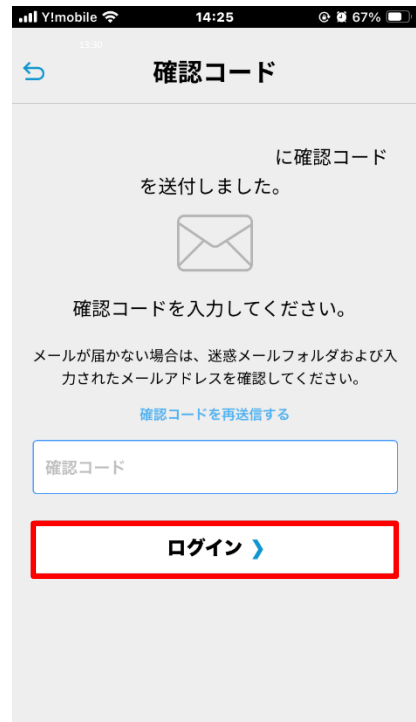 Y!mobile 14:25 67%
13:30
確認コード
に確認コード
を送付しました。
確認コードを入力してください。
メールが届かない場合は、迷惑メールフォルダおよび入
力されたメールアドレスを確認してください。
確認コードを再送信する
確認コード
ログイン ❯